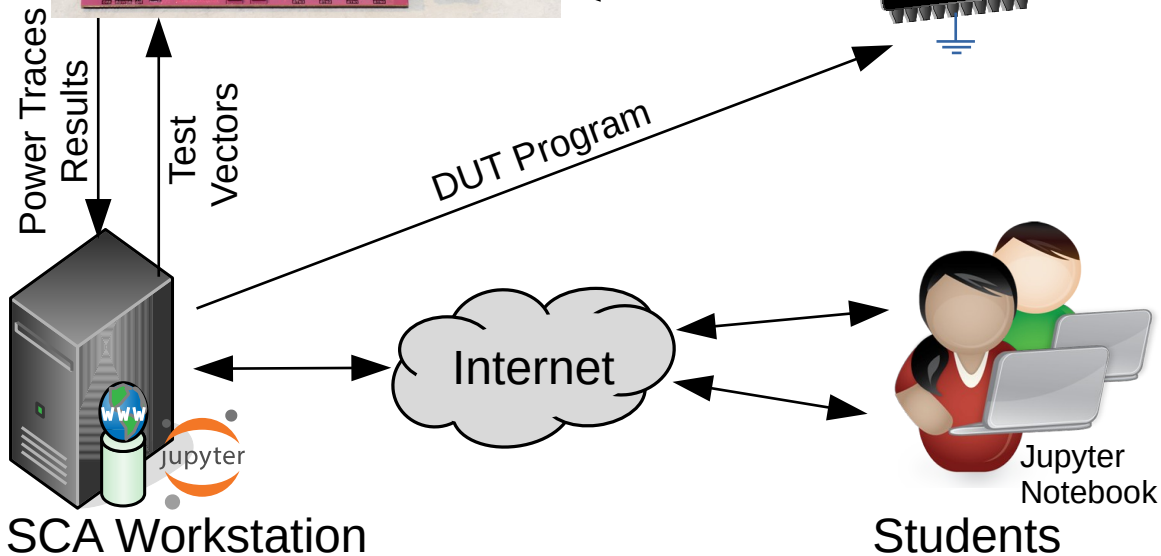 Power Traces
Results
Test
Vectors
DUT Program
Internet
www
jupyter
Jupyter
Notebook
SCA Workstation
Students